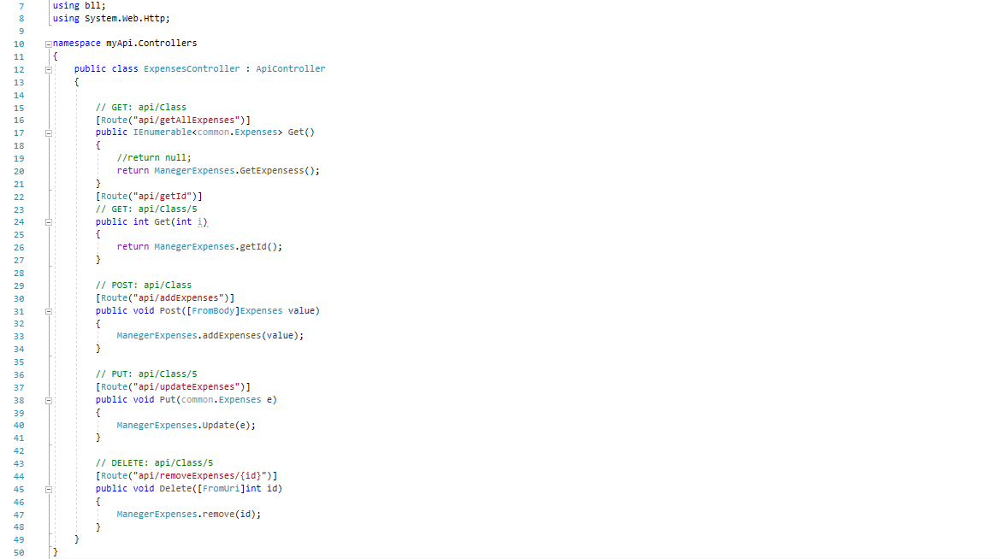 7 using bll;
8 using System.Web.Http;
9
10 namespace myApi.Controllers
11 {
12 public class ExpensesController : ApiController
13 {
14
15 // GET: api/Class
16 [Route("api/getAllExpenses")]
17 public IEnumerable<common.Expenses> Get()
18 {
19 //return null;
20 return ManegerExpenses.GetExpensess();
21 }
22 [Route("api/getId")]
23 // GET: api/Class/5
24 public int Get(int i)
25 {
26 return ManegerExpenses.getId();
27 }
28
29 // POST: api/Class
30 [Route("api/addExpenses")]
31 public void Post([FromBody]Expenses value)
32 {
33 ManegerExpenses.addExpenses(value);
34 }
35
36 // PUT: api/Class/5
37 [Route("api/updateExpenses")]
38 public void Put(common.Expenses e)
39 {
40 ManegerExpenses.Update(e);
41 }
42
43 // DELETE: api/Class/5
44 [Route("api/removeExpenses/{id}")]
45 public void Delete([FromUri]int id)
46 {
47 ManegerExpenses.remove(id);
48 }
49 }
50 }